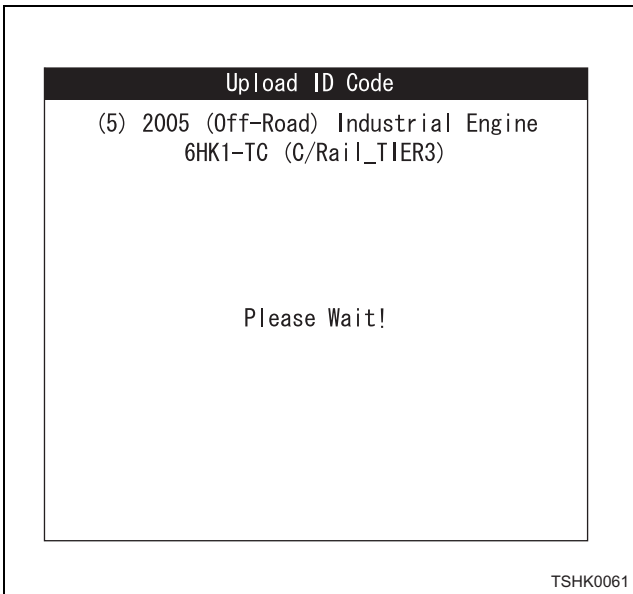 Upload ID Code
(5) 2005 (Off-Road) Industrial Engine
6HK1-TC (C/Rail_TIER3)
Please Wait!
TSHK0061